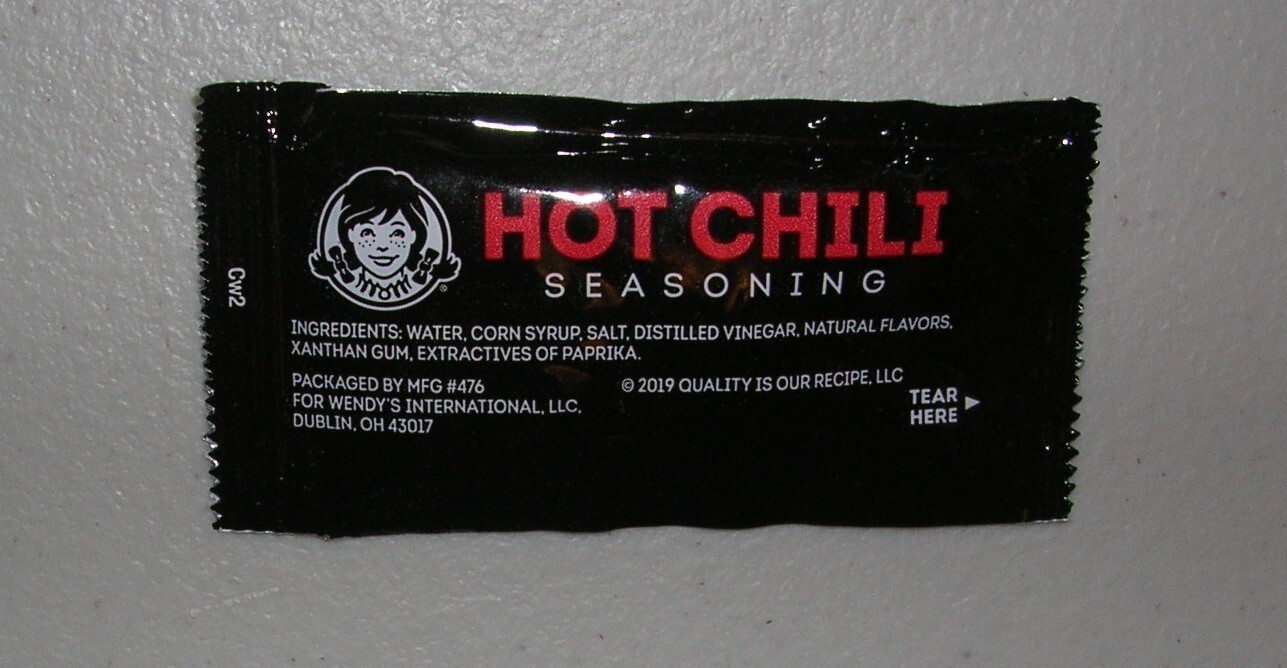 HOT CHILI
SEASONING
CW2
INGREDIENTS: WATER, CORN SYRUP, SALT, DISTILLED VINEGAR, NATURAL FLAVORS,
XANTHAN GUM, EXTRACTIVES OF PAPRIKA.
PACKAGED BY MFG #476
FOR WENDY'S INTERNATIONAL, LLC,
DUBLIN, OH 43017
© 2019 QUALITY IS OUR RECIPE, LLC
TEAR
HERE ►